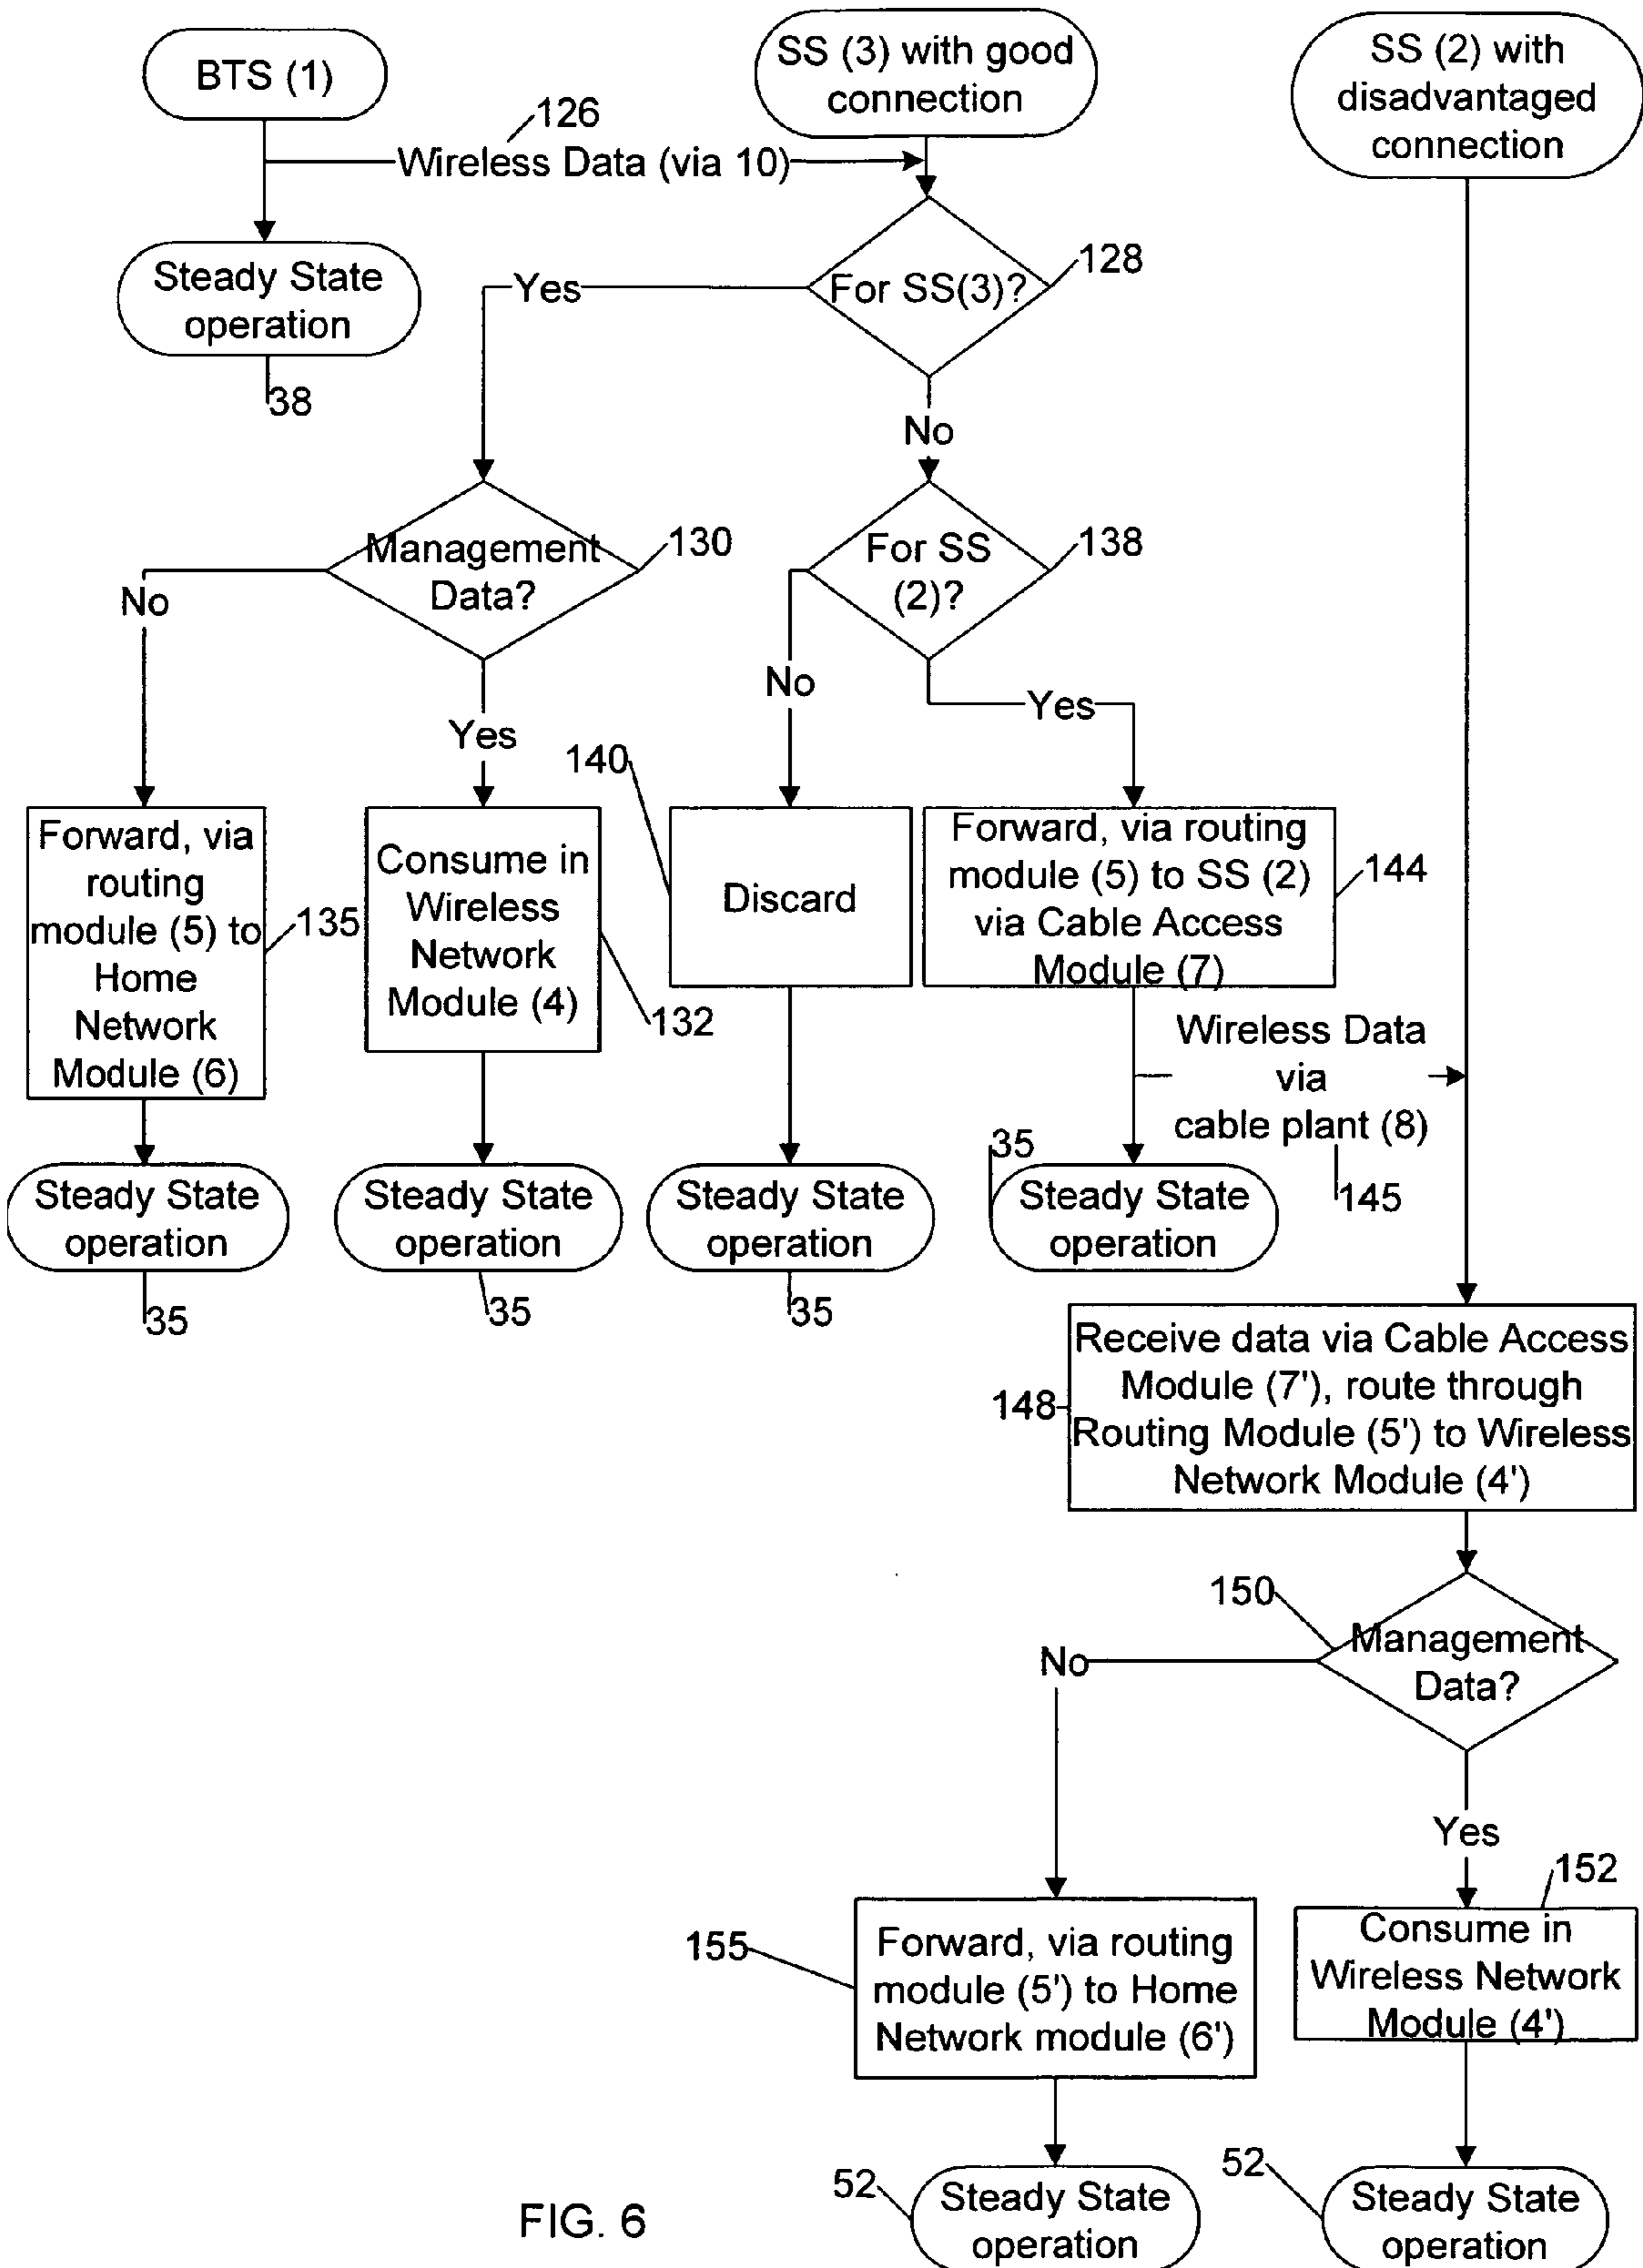 BTS (1)
SS (3) with good
connection
SS (2) with
disadvantaged
connection
126
Wireless Data (via 10)
Steady State
operation
38
For SS(3)?
128
Yes
No
Management
Data?
130
For SS
(2)?
138
No
Yes
No
Yes
140
Forward, via
routing
module (5) to
Home
Network
Module (6)
135
Consume in
Wireless
Network
Module (4)
132
Discard
Forward, via routing
module (5) to SS (2)
via Cable Access
Module (7)
144
Wireless Data
via
cable plant (8)
145
Steady State
operation
35
Steady State
operation
35
Steady State
operation
35
35
Steady State
operation
Receive data via Cable Access
Module (7'), route through
Routing Module (5') to Wireless
Network Module (4')
148
150
Management
Data?
No
Yes
152
155
Forward, via routing
module (5') to Home
Network module (6')
Consume in
Wireless Network
Module (4')
52
Steady State
operation
52
Steady State
operation
FIG. 6